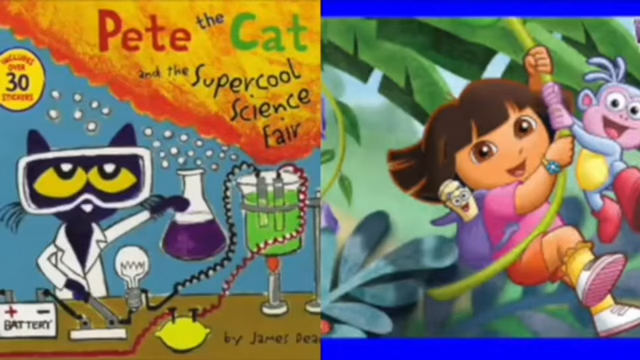 Pete the Cat
and the Supercool
Science
Fair
INCLUDES
OVER
30
STICKERS
BATTERY
by James Dea